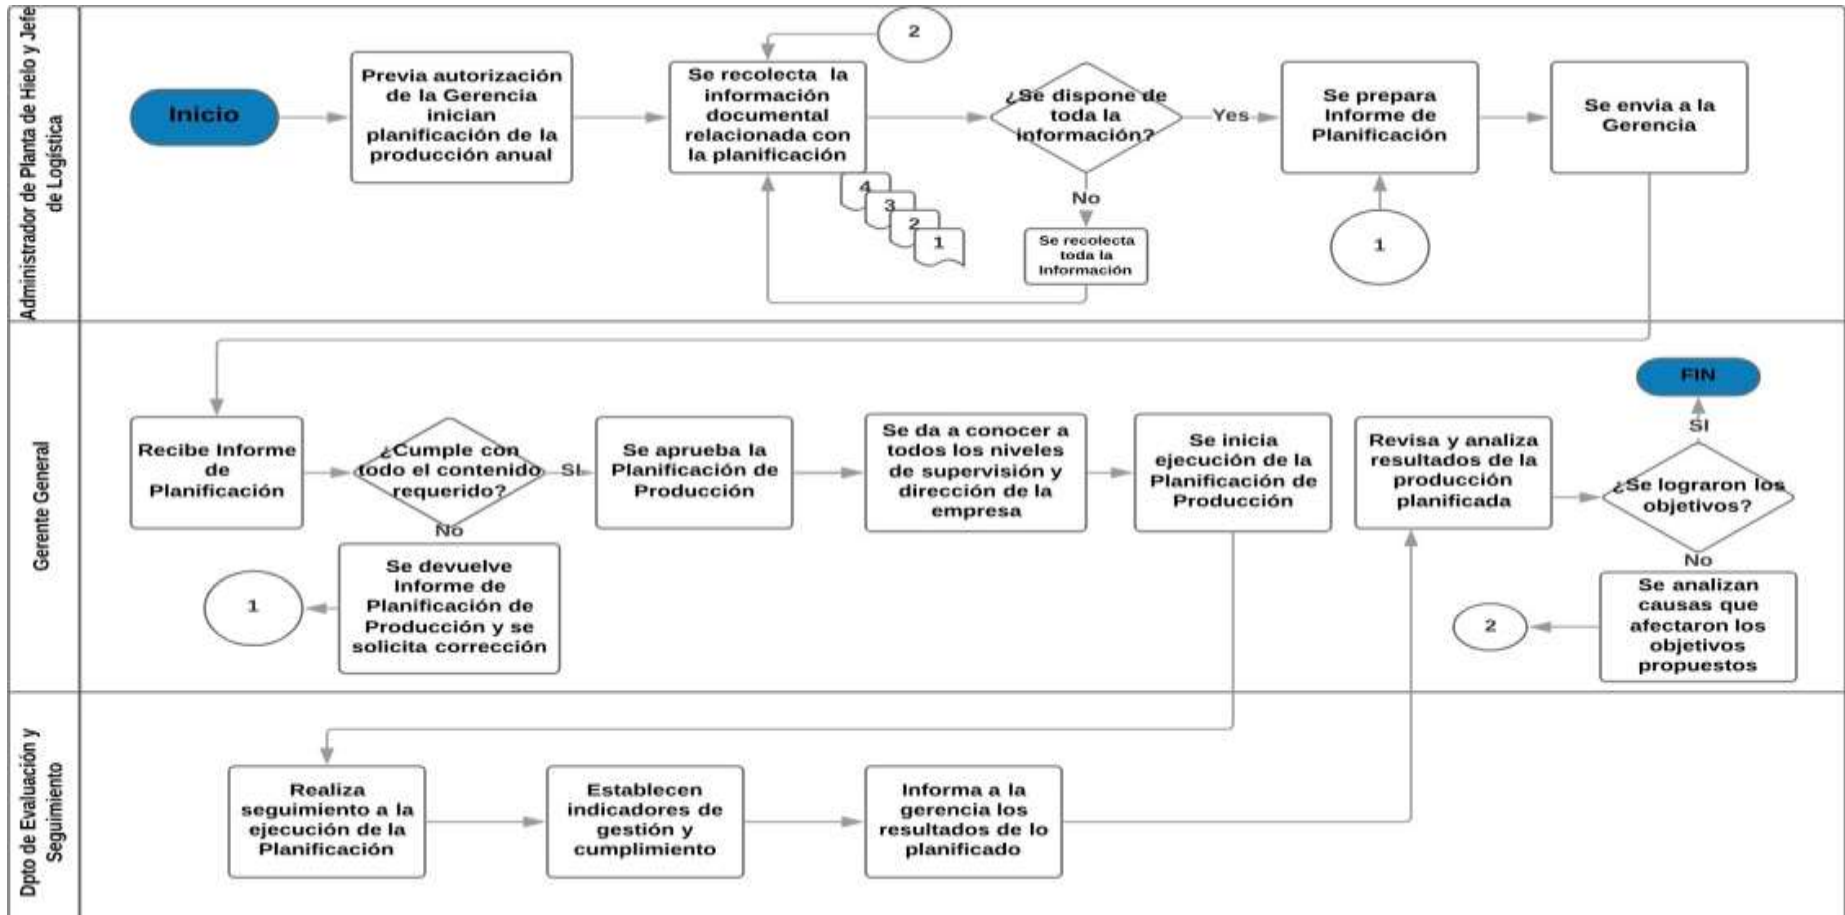 Administrador de Planta de Hielo y Jefe
de Logística
Inicio
Previa autorización
de la Gerencia
inician
planificación de la
producción anual
2
Se recolecta la
información
documental
relacionada con
la planificación
4
3
2
1
¿Se dispone de
toda la
información?
Yes
No
Se recolecta
toda la
Información
Se prepara
Informe de
Planificación
1
Se envia a la
Gerencia
Gerente General
Recibe Informe
de
Planificación
¿Cumple con
todo el contenido
requerido?
SI
No
Se devuelve
Informe de
Planificación de
Producción y se
solicita corrección
1
Se aprueba la
Planificación de
Producción
Se da a conocer a
todos los niveles
de supervisión y
dirección de la
empresa
Se inicia
ejecución de la
Planificación de
Producción
Revisa y analiza
resultados de la
producción
planificada
¿Se lograron los
objetivos?
SI
FIN
No
Se analizan
causas que
afectaron los
objetivos
propuestos
2
Dpto de Evaluación y
Seguimiento
Realiza
seguimiento a la
ejecución de la
Planificación
Establecen
indicadores de
gestión y
cumplimiento
Informa a la
gerencia los
resultados de lo
planificado